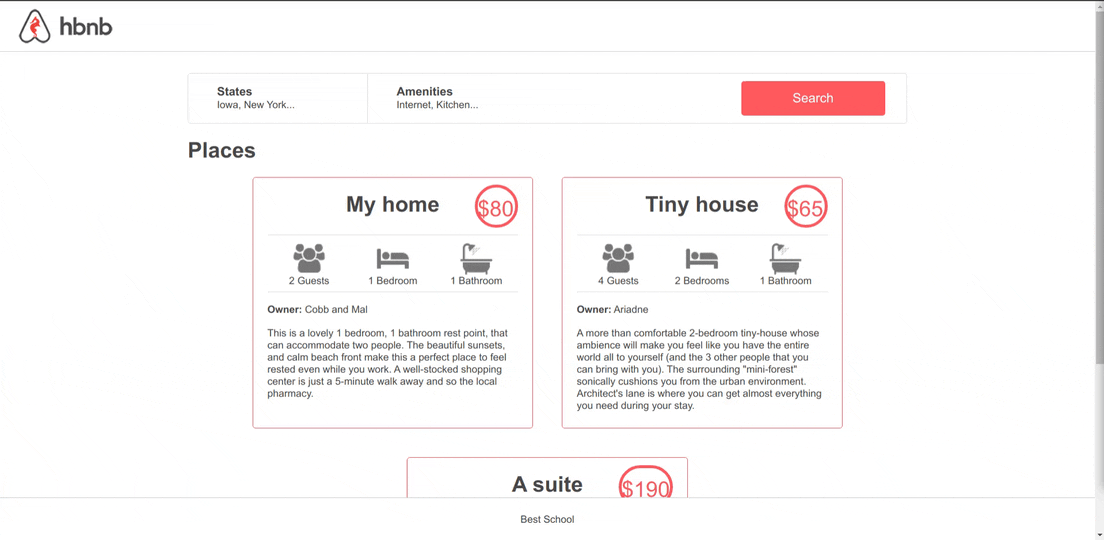 hbnb
States
Iowa, New York...
Amenities
Internet, Kitchen...
Search
Places
My home
$80
2 Guests
1 Bedroom
1 Bathroom
Owner: Cobb and Mal
This is a lovely 1 bedroom, 1 bathroom rest point, that
can accommodate two people. The beautiful sunsets,
and calm beach front make this a perfect place to feel
rested even while you work. A well-stocked shopping
center is just a 5-minute walk away and so the local
pharmacy.
Tiny house
$65
4 Guests
2 Bedrooms
1 Bathroom
Owner: Ariadne
A more than comfortable 2-bedroom tiny-house whose
ambience will make you feel like you have the entire
world all to yourself (and the 3 other people that you
can bring with you). The surrounding "mini-forest"
sonically cushions you from the urban environment.
Architect's lane is where you can get almost everything
you need during your stay.
A suite
$190
Best School